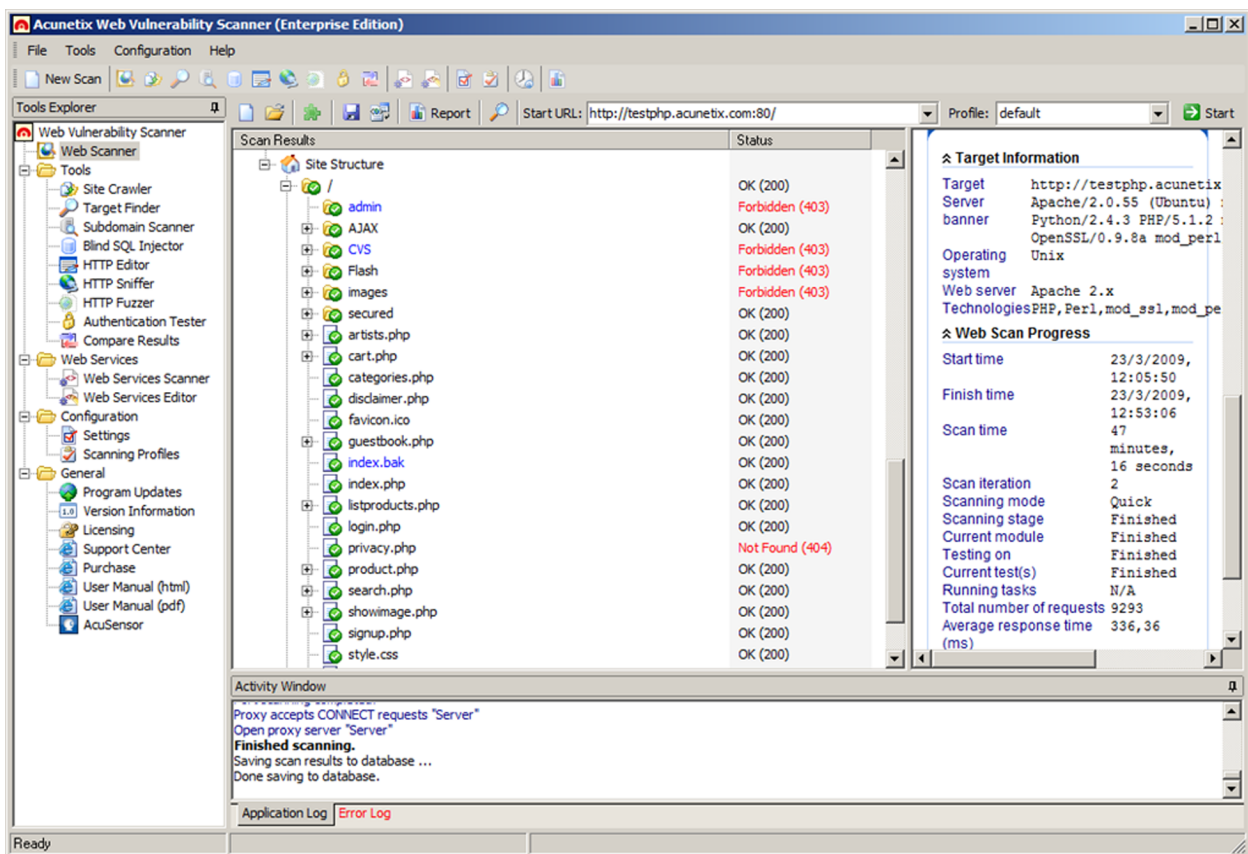 Acunetix Web Vulnerability Scanner (Enterprise Edition)
File Tools Configuration Help
New Scan
Tools Explorer
Web Vulnerability Scanner
Web Scanner
Tools
Site Crawler
Target Finder
Subdomain Scanner
Blind SQL Injector
HTTP Editor
HTTP Sniffer
HTTP Fuzzer
Authentication Tester
Compare Results
Web Services
Web Services Scanner
Web Services Editor
Configuration
Settings
Scanning Profiles
General
Program Updates
1.0 Version Information
Licensing
Support Center
Purchase
User Manual (html)
User Manual (pdf)
AcuSensor
Report Start URL: http://testphp.acunetix.com:80/ Profile: default Start
Scan Results Status
Site Structure
/ OK (200)
admin Forbidden (403)
AJAX OK (200)
CVS Forbidden (403)
Flash Forbidden (403)
images Forbidden (403)
secured OK (200)
artists.php OK (200)
cart.php OK (200)
categories.php OK (200)
disclaimer.php OK (200)
favicon.ico OK (200)
guestbook.php OK (200)
index.bak OK (200)
index.php OK (200)
listproducts.php OK (200)
login.php OK (200)
privacy.php Not Found (404)
product.php OK (200)
search.php OK (200)
showimage.php OK (200)
signup.php OK (200)
style.css OK (200)
Target Information
Target http://testphp.acunetix
Server Apache/2.0.55 (Ubuntu)
banner Python/2.4.3 PHP/5.1.2
OpenSSL/0.9.8a mod_perl
Operating Unix
system
Web server Apache 2.x
Technologies PHP,Perl,mod_ssl,mod_pe
Web Scan Progress
Start time 23/3/2009,
12:05:50
Finish time 23/3/2009,
12:53:06
Scan time 47
minutes,
16 seconds
Scan iteration 2
Scanning mode Quick
Scanning stage Finished
Current module Finished
Testing on Finished
Current test(s) Finished
Running tasks N/A
Total number of requests 9293
Average response time 336,36
(ms)
Activity Window
Proxy accepts CONNECT requests "Server"
Open proxy server "Server"
Finished scanning.
Saving scan results to database ...
Done saving to database.
Application Log Error Log
Ready